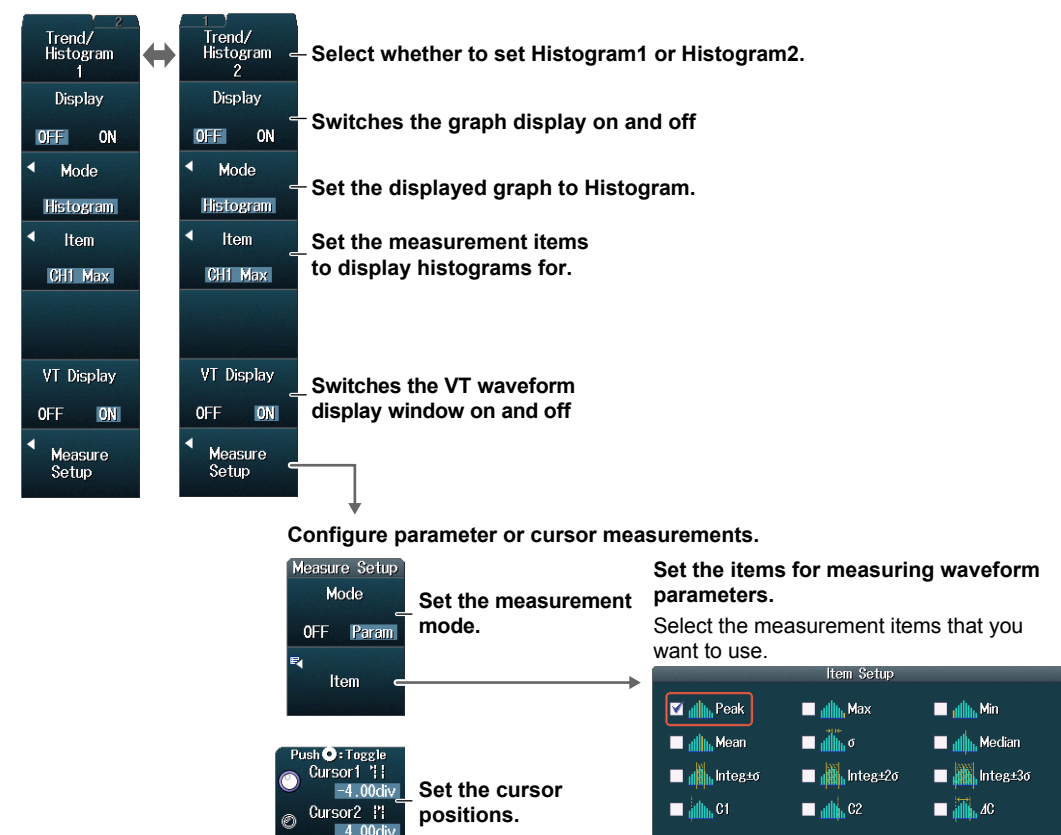 2
Trend/
Histogram
1
Display
OFF ON
Mode
Histogram
Item
CH1 Max
VT Display
OFF ON
Measure
Setup
1
Trend/
Histogram
2
Display
OFF ON
Mode
Histogram
Item
CH1 Max
VT Display
OFF ON
Measure
Setup
Select whether to set Histogram1 or Histogram2.
Switches the graph display on and off
Set the displayed graph to Histogram.
Set the measurement items
to display histograms for.
Switches the VT waveform
display window on and off
Configure parameter or cursor measurements.
Measure Setup
Mode
OFF Param
Item
Set the measurement
mode.
Set the items for measuring waveform
parameters.
Select the measurement items that you
want to use.
Item Setup
Peak Max Min
Mean σ Median
Integ±σ Integ±2σ Integ±3σ
C1 C2 ΔC
Push : Toggle
Cursor1
-4.00div
Cursor2
4.00div
Set the cursor
positions.